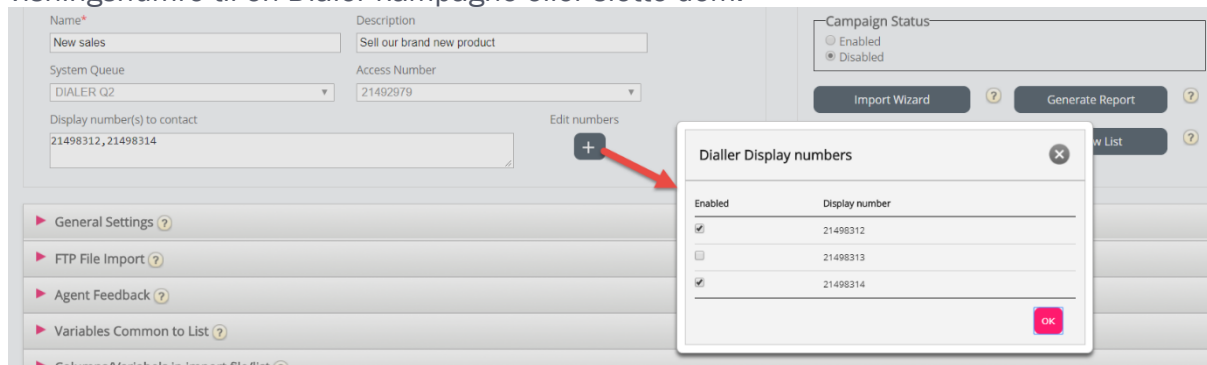 Name*
Description
Campaign Status
New sales
Sell our brand new product
Enabled
Disabled
System Queue
Access Number
DIALER Q2
21492979
Import Wizard
?
Generate Report
?
Display number(s) to contact
Edit numbers
21498312,21498314
+
w List
?
Dialler Display numbers
Enabled
Display number
21498312
21498313
21498314
OK
General Settings ?
FTP File Import ?
Agent Feedback ?
Variables Common to List ?